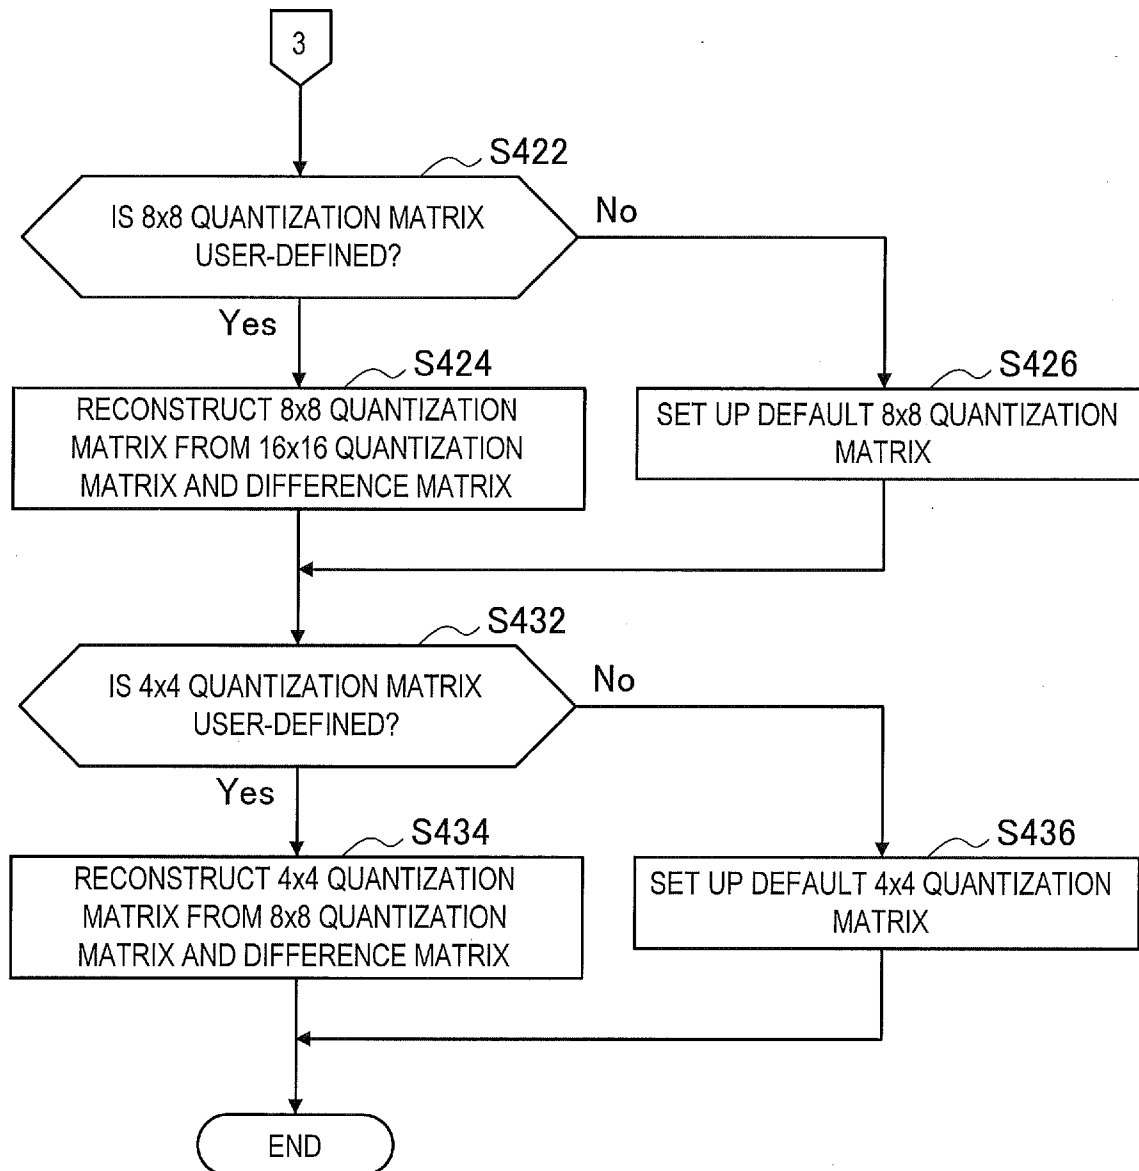 3
S422
IS 8x8 QUANTIZATION MATRIX
USER-DEFINED?
No
Yes
S424
RECONSTRUCT 8x8 QUANTIZATION
MATRIX FROM 16x16 QUANTIZATION
MATRIX AND DIFFERENCE MATRIX
S426
SET UP DEFAULT 8x8 QUANTIZATION
MATRIX
S432
IS 4x4 QUANTIZATION MATRIX
USER-DEFINED?
No
Yes
S434
RECONSTRUCT 4x4 QUANTIZATION
MATRIX FROM 8x8 QUANTIZATION
MATRIX AND DIFFERENCE MATRIX
S436
SET UP DEFAULT 4x4 QUANTIZATION
MATRIX
END